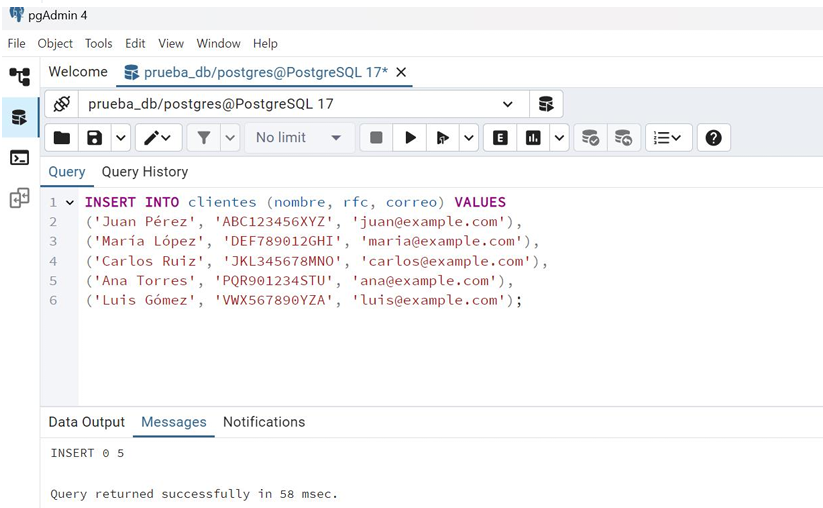 pgAdmin 4
File Object Tools Edit View Window Help
Welcome prueba_db/postgres@PostgreSQL 17*
prueba_db/postgres@PostgreSQL 17
No limit E
Query Query History
1 INSERT INTO clientes (nombre, rfc, correo) VALUES
2 ('Juan Pérez', 'ABC123456XYZ', 'juan@example.com'),
3 ('María López', 'DEF789012GHI', 'maria@example.com'),
4 ('Carlos Ruiz', 'JKL345678MNO', 'carlos@example.com'),
5 ('Ana Torres', 'PQR901234STU', 'ana@example.com'),
6 ('Luis Gómez', 'VWX567890YZA', 'luis@example.com');
Data Output Messages Notifications
INSERT 0 5
Query returned successfully in 58 msec.